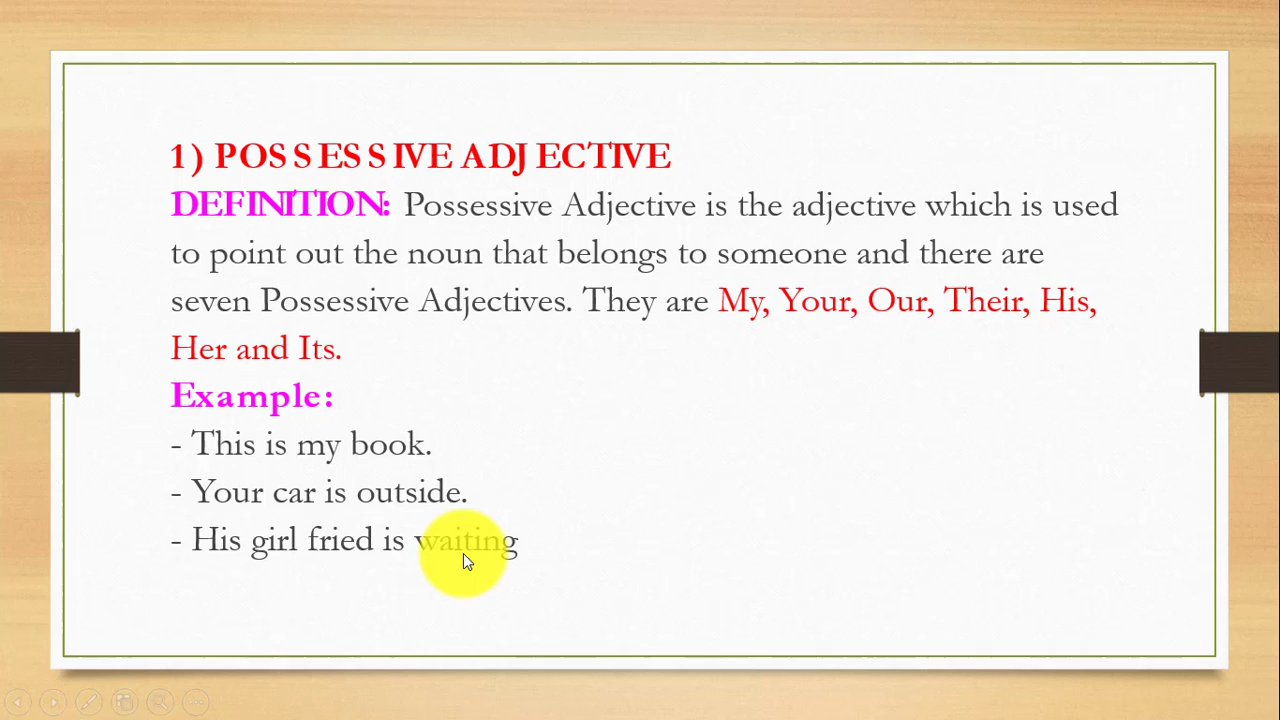 1) POSSESSIVE ADJECTIVE
DEFINITION: Possessive Adjective is the adjective which is used
to point out the noun that belongs to someone and there are
seven Possessive Adjectives. They are My, Your, Our, Their, His,
Her and Its.
Example:
- This is my book.
- Your car is outside.
- His girl fried is waiting